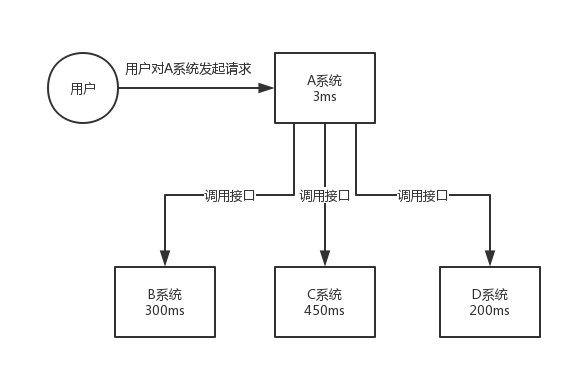 用户对A系统发起请求
用户
A系统
3ms
调用接口
调用接口
调用接口
B系统
300ms
C系统
450ms
D系统
200ms